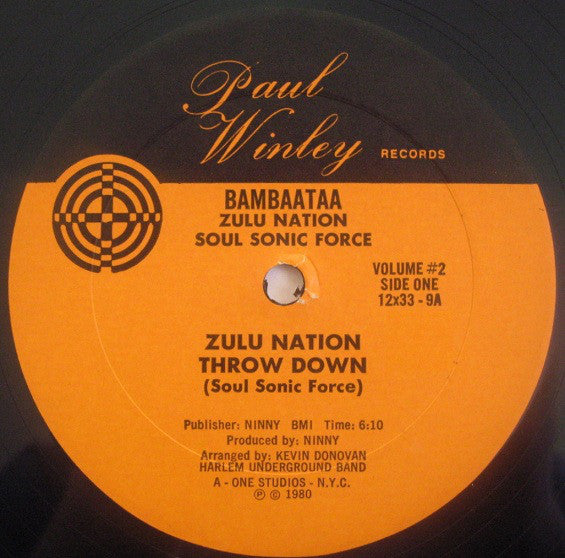 Paul
Winley RECORDS
BAMBAATAA
ZULU NATION
SOUL SONIC FORCE
VOLUME #2
SIDE ONE
12x33 - 9A
ZULU NATION
THROW DOWN
(Soul Sonic Force)
Publisher: NINNY BMI Time: 6:10
Produced by: NINNY
Arranged by: KEVIN DONOVAN
HARLEM UNDERGROUND BAND
A - ONE STUDIOS - N.Y.C.
℗ © 1980